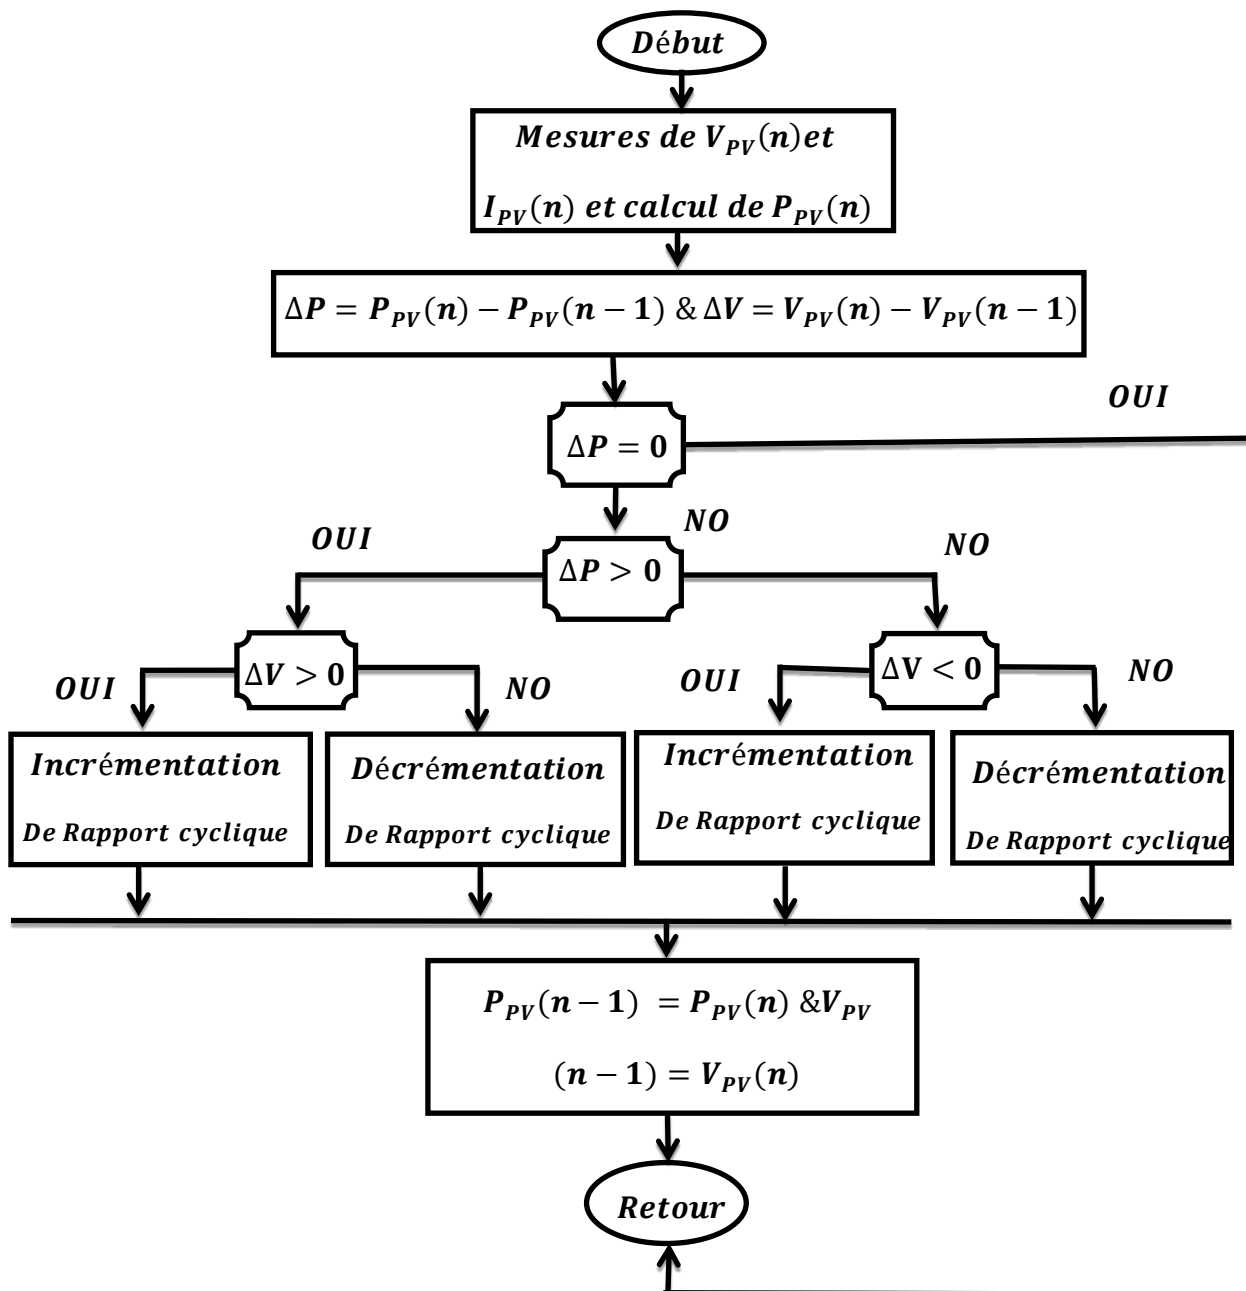 Début
Mesures de V_PV(n)et
I_PV(n) et calcul de P_PV(n)
ΔP = P_PV(n) − P_PV(n − 1) & ΔV = V_PV(n) − V_PV(n − 1)
OUI
ΔP = 0
NO
OUI
NO
ΔP > 0
ΔV > 0
ΔV < 0
OUI
NO
OUI
NO
Incrémentation
De Rapport cyclique
Décrémentation
De Rapport cyclique
Incrémentation
De Rapport cyclique
Décrémentation
De Rapport cyclique
P_PV(n − 1) = P_PV(n) &V_PV
(n − 1) = V_PV(n)
Retour